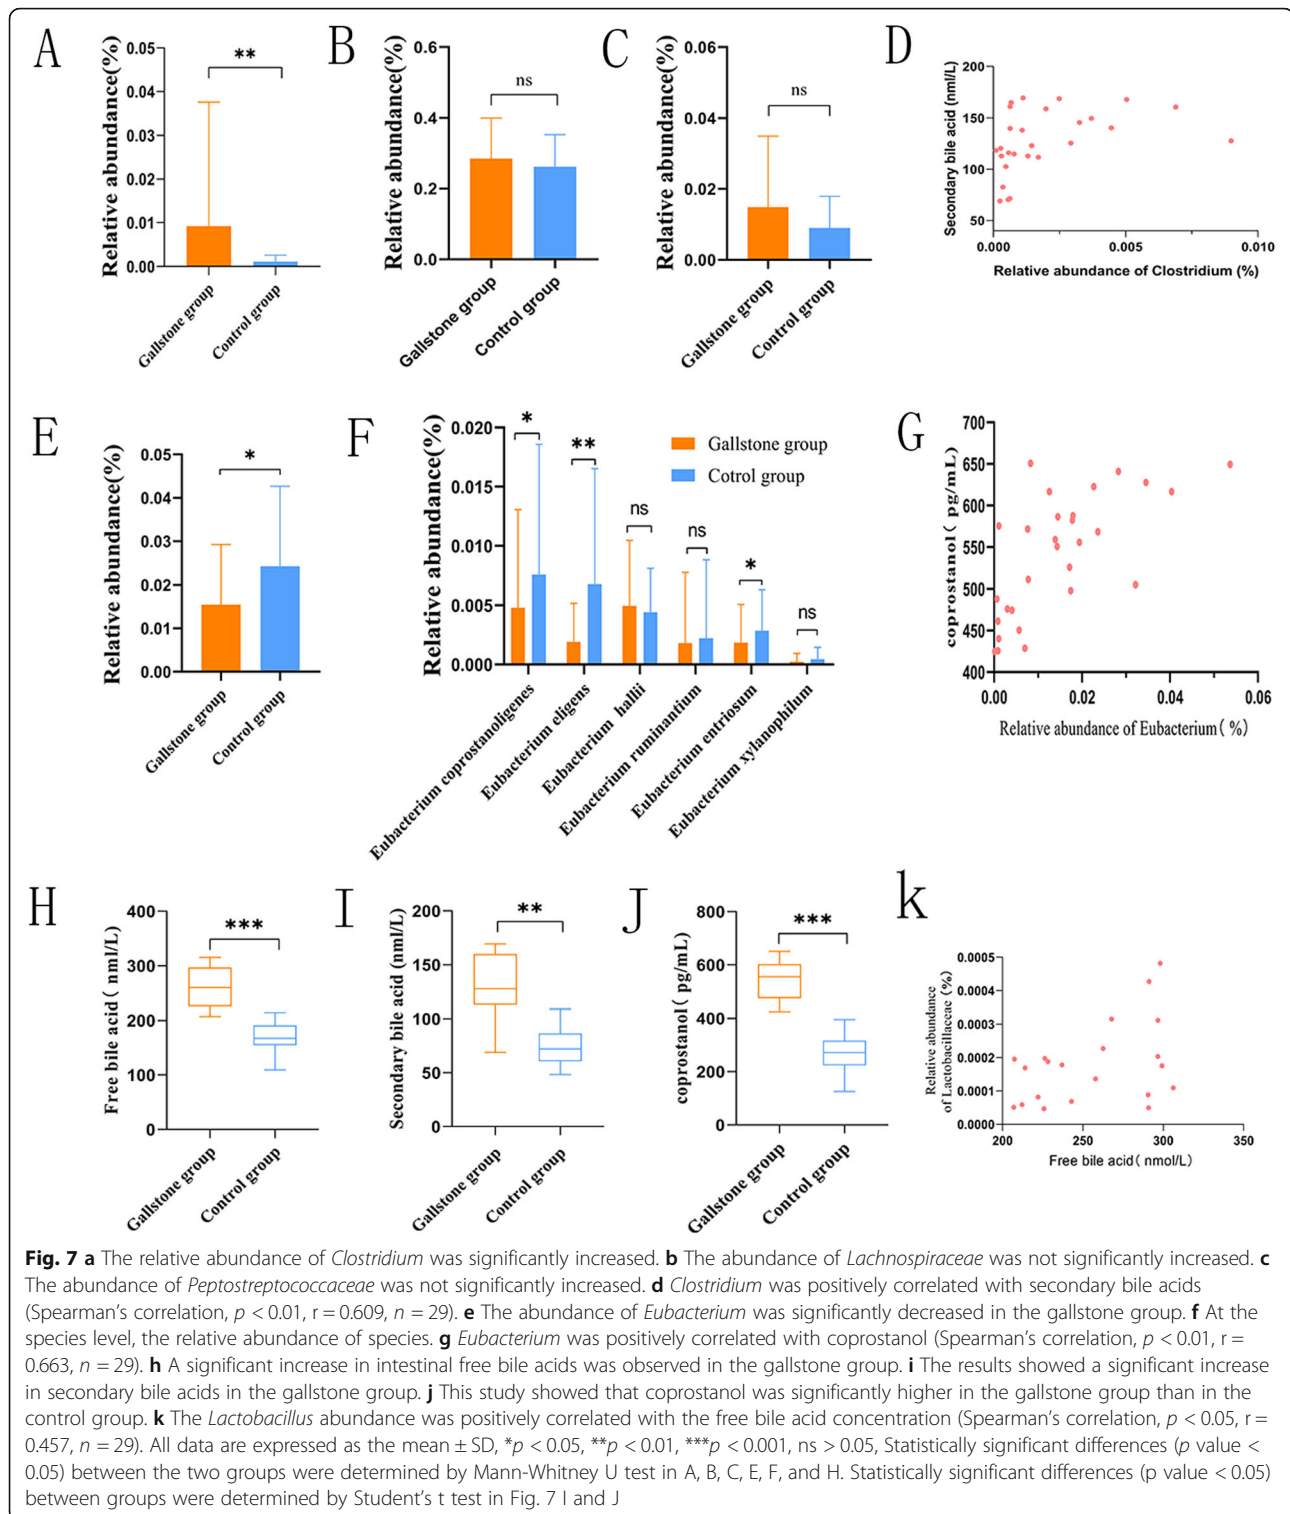 A
Relative abundance(%)
0.05
0.04
0.03
0.02
0.01
0.00
**
Gallstone group
Control group
B
Relative abundance(%)
0.6
0.4
0.2
0.0
ns
Gallstone group
Control group
C
Relative abundance(%)
0.06
0.04
0.02
0.00
ns
Gallstone group
Control group
D
Secondary bile acid (nml/L)
200
150
100
50
0.000
0.005
0.010
Relative abundance of Clostridium (%)
E
Relative abundance(%)
0.05
0.04
0.03
0.02
0.01
0.00
*
Gallstone group
Control group
F
Relative abundance(%)
0.020
0.015
0.010
0.005
0.000
*
**
ns
ns
*
ns
Gallstone group
Cotrol group
Eubacterium coprostanoligenes
Eubacterium eligens
Eubacterium hallii
Eubacterium ruminantium
Eubacterium entriosum
Eubacterium xylanophilum
G
coprostanol( pg/mL)
700
650
600
550
500
450
400
0.00
0.02
0.04
0.06
Relative abundance of Eubacterium( %)
H
Free bile acid( nml/L)
400
300
200
100
0
***
Gallstone group
Control group
I
Secondary bile acid (nml/L)
200
150
100
50
0
**
Gallstone group
Control group
J
coprostanol( pg/mL)
800
600
400
200
0
***
Gallstone group
Control group
k
Relative abundance
of Lactobacillaceae (%)
0.0005
0.0004
0.0003
0.0002
0.0001
0.0000
200
250
300
350
Free bile acid( nmol/L)
Fig. 7 a The relative abundance of Clostridium was significantly increased. b The abundance of Lachnospiraceae was not significantly increased. c
The abundance of Peptostreptococcaceae was not significantly increased. d Clostridium was positively correlated with secondary bile acids
(Spearman's correlation, p < 0.01, r = 0.609, n = 29). e The abundance of Eubacterium was significantly decreased in the gallstone group. f At the
species level, the relative abundance of species. g Eubacterium was positively correlated with coprostanol (Spearman's correlation, p < 0.01, r =
0.663, n = 29). h A significant increase in intestinal free bile acids was observed in the gallstone group. i The results showed a significant increase
in secondary bile acids in the gallstone group. j This study showed that coprostanol was significantly higher in the gallstone group than in the
control group. k The Lactobacillus abundance was positively correlated with the free bile acid concentration (Spearman's correlation, p < 0.05, r =
0.457, n = 29). All data are expressed as the mean ± SD, *p < 0.05, **p < 0.01, ***p < 0.001, ns > 0.05, Statistically significant differences (p value <
0.05) between the two groups were determined by Mann-Whitney U test in A, B, C, E, F, and H. Statistically significant differences (p value < 0.05)
between groups were determined by Student's t test in Fig. 7 I and J